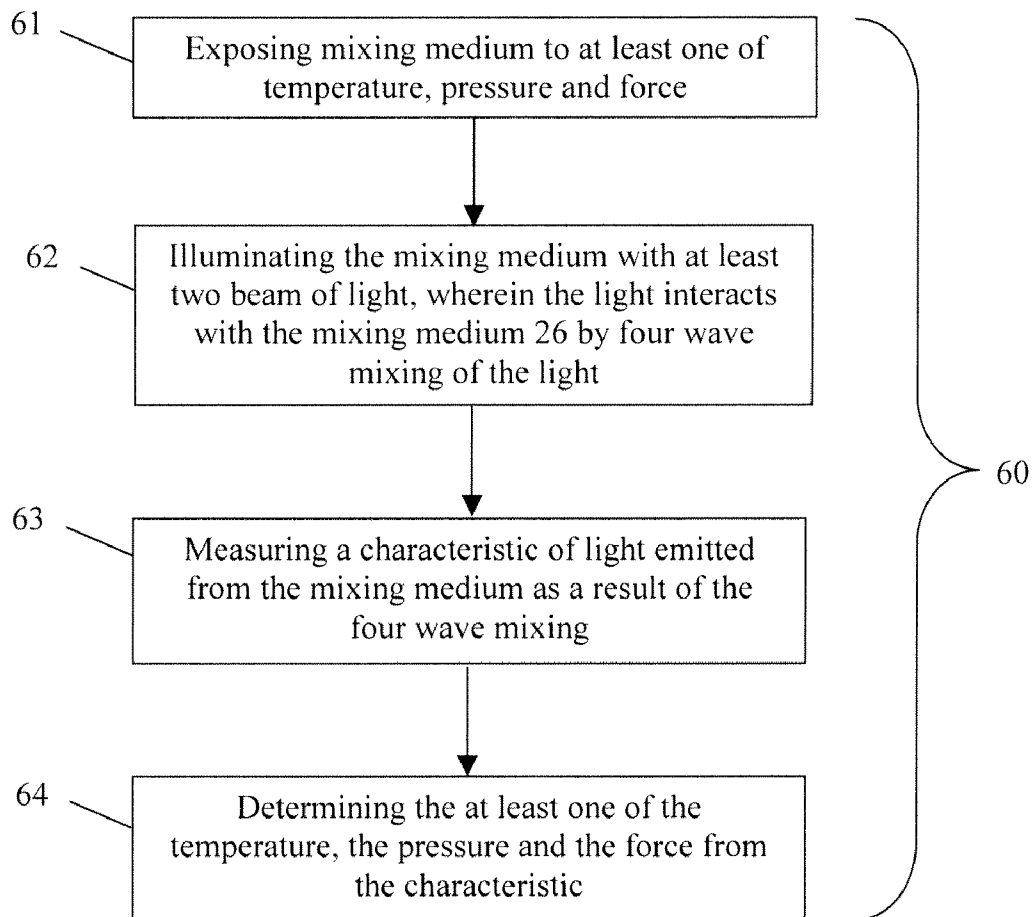 61
Exposing mixing medium to at least one of
temperature, pressure and force
62
Illuminating the mixing medium with at least
two beam of light, wherein the light interacts
with the mixing medium 26 by four wave
mixing of the light
60
63
Measuring a characteristic of light emitted
from the mixing medium as a result of the
four wave mixing
64
Determining the at least one of the
temperature, the pressure and the force from
the characteristic